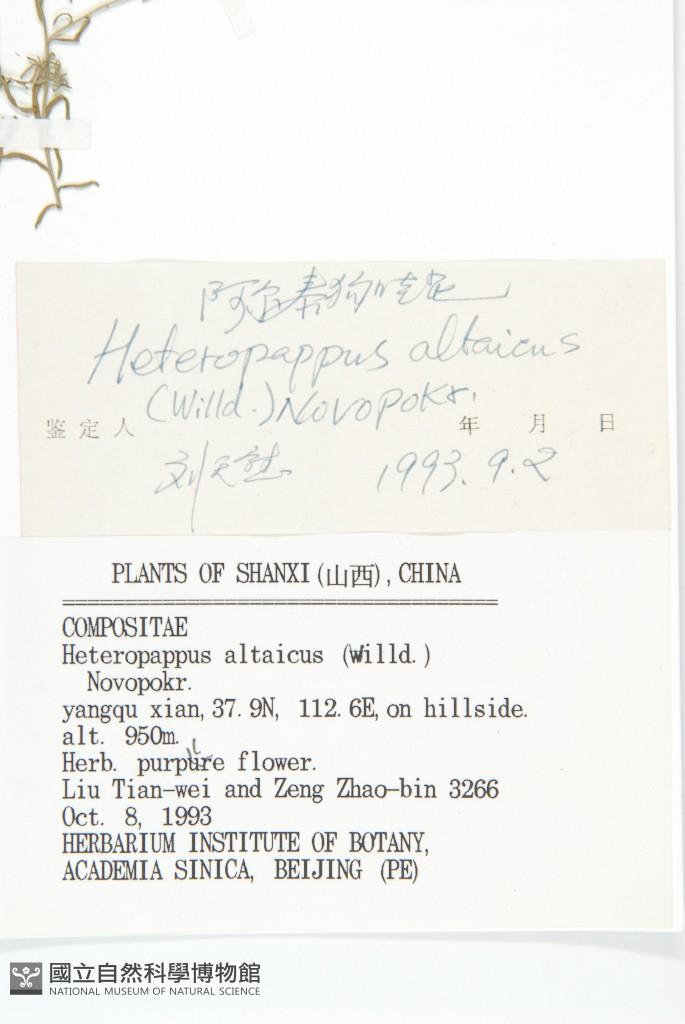 阿尔泰狗哇花
Heteropappus altaicus
(Willd.) Novopokr.
鉴定人 年 月 日
刘天 1993.9.2
PLANTS OF SHANXI(山西), CHINA
COMPOSITAE
Heteropappus altaicus (Willd.)
Novopokr.
yangqu xian, 37.9N, 112.6E, on hillside.
alt. 950m.
Herb. purpure flower.
Liu Tian-wei and Zeng Zhao-bin 3266
Oct. 8, 1993
HERBARIUM INSTITUTE OF BOTANY,
ACADEMIA SINICA, BEIJING (PE)
國立自然科學博物館
NATIONAL MUSEUM OF NATURAL SCIENCE